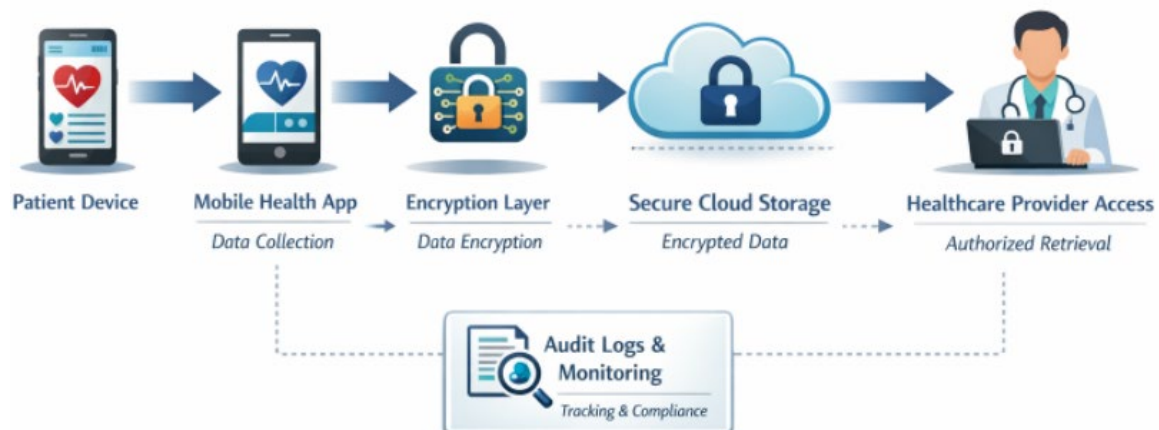 Patient Device
Mobile Health App
Encryption Layer
Secure Cloud Storage
Healthcare Provider Access
Data Collection
Data Encryption
Encrypted Data
Authorized Retrieval
Audit Logs &
Monitoring
Tracking & Compliance